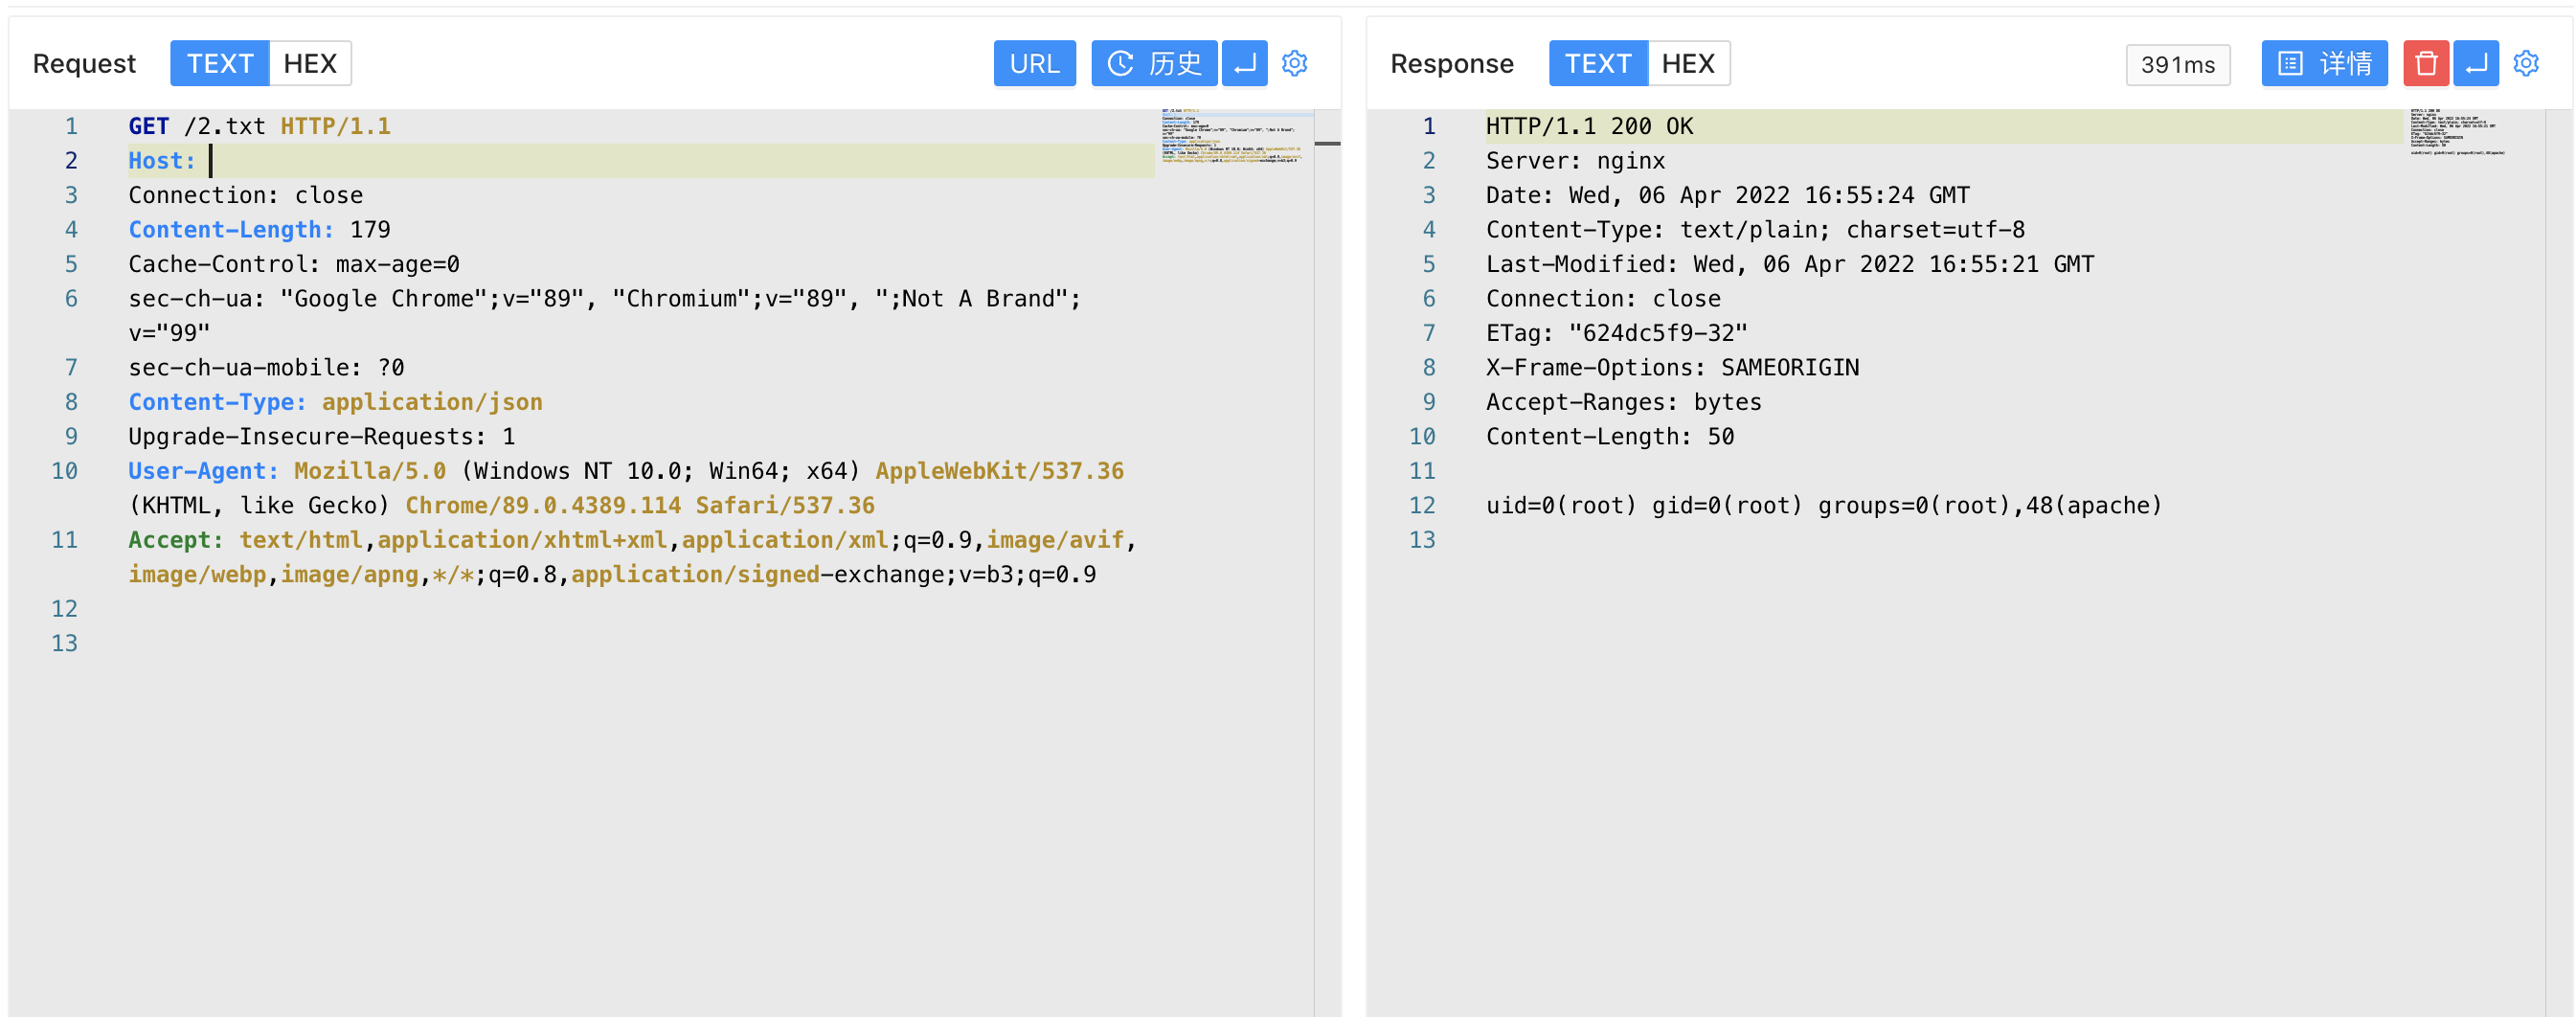 Request TEXT HEX URL 历史
1 GET /2.txt HTTP/1.1
2 Host:
3 Connection: close
4 Content-Length: 179
5 Cache-Control: max-age=0
6 sec-ch-ua: "Google Chrome";v="89", "Chromium";v="89", ";Not A Brand";
v="99"
7 sec-ch-ua-mobile: ?0
8 Content-Type: application/json
9 Upgrade-Insecure-Requests: 1
10 User-Agent: Mozilla/5.0 (Windows NT 10.0; Win64; x64) AppleWebKit/537.36
(KHTML, like Gecko) Chrome/89.0.4389.114 Safari/537.36
11 Accept: text/html,application/xhtml+xml,application/xml;q=0.9,image/avif,
image/webp,image/apng,*/*;q=0.8,application/signed-exchange;v=b3;q=0.9
12
13
Response TEXT HEX 391ms 详情
1 HTTP/1.1 200 OK
2 Server: nginx
3 Date: Wed, 06 Apr 2022 16:55:24 GMT
4 Content-Type: text/plain; charset=utf-8
5 Last-Modified: Wed, 06 Apr 2022 16:55:21 GMT
6 Connection: close
7 ETag: "624dc5f9-32"
8 X-Frame-Options: SAMEORIGIN
9 Accept-Ranges: bytes
10 Content-Length: 50
11
12 uid=0(root) gid=0(root) groups=0(root),48(apache)
13